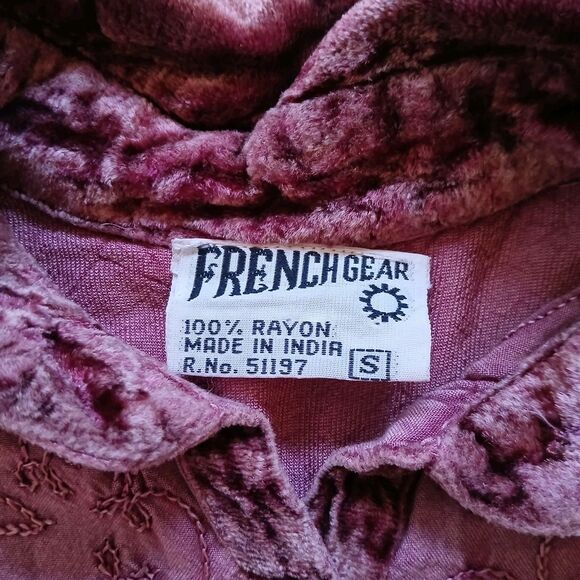 FRENCH GEAR
100% RAYON
MADE IN INDIA
R.No. 51197 S